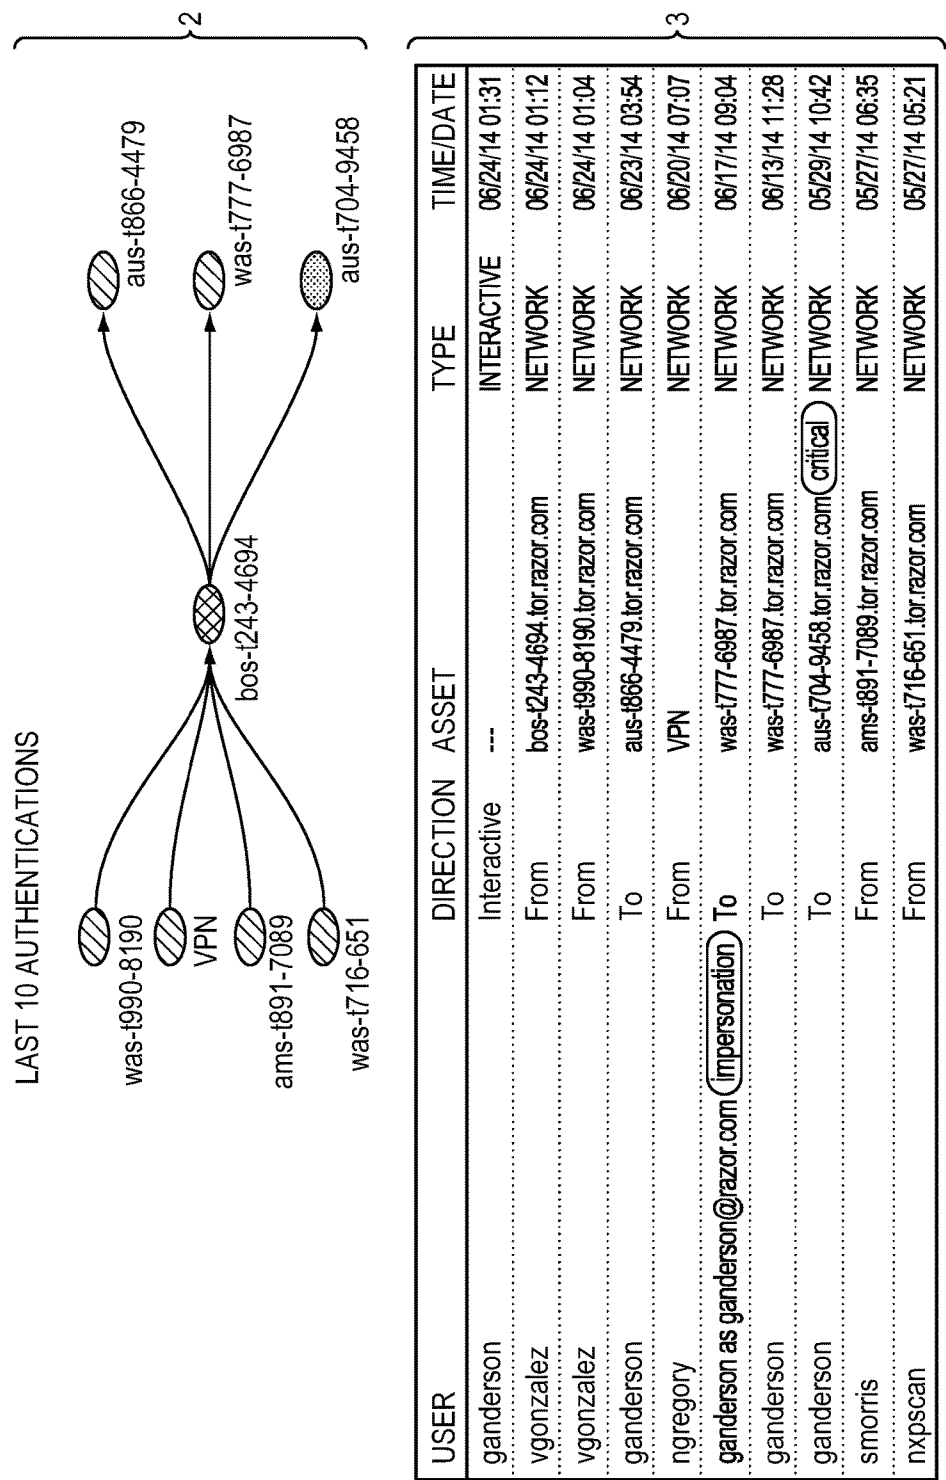 LAST 10 AUTHENTICATIONS
was-t990-8190
VPN
ams-t891-7089
was-t716-651
bos-t243-4694
aus-t866-4479
was-t777-6987
aus-t704-9458
2
USER DIRECTION ASSET TYPE TIME/DATE
ganderson Interactive --- INTERACTIVE 06/24/14 01:31
vgonzalez From bos-t243-4694.tor.razor.com NETWORK 06/24/14 01:12
vgonzalez From was-t990-8190.tor.razor.com NETWORK 06/24/14 01:04
ganderson To aus-t866-4479.tor.razor.com NETWORK 06/23/14 03:54
ngregory From VPN NETWORK 06/20/14 07:07
ganderson as ganderson@razor.com impersonation To was-t777-6987.tor.razor.com NETWORK 06/17/14 09:04
ganderson To was-t777-6987.tor.razor.com NETWORK 06/13/14 11:28
ganderson To aus-t704-9458.tor.razor.com critical NETWORK 05/29/14 10:42
smorris From ams-t891-7089.tor.razor.com NETWORK 05/27/14 06:35
nxpscan From was-t716-651.tor.razor.com NETWORK 05/27/14 05:21
3